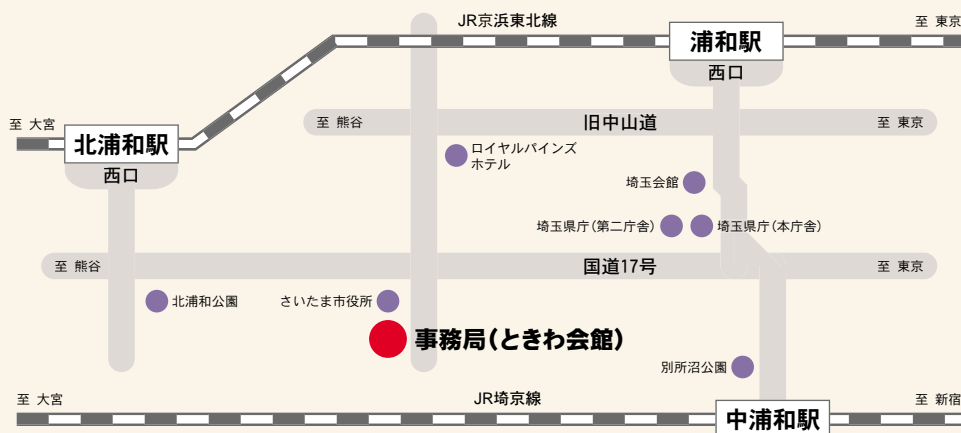 JR京浜東北線
至 東京
浦和駅
西口
至 大宮
北浦和駅
西口
至 熊谷
旧中山道
至 東京
ロイヤルパインズ
ホテル
埼玉会館
埼玉県庁(第二庁舎)
埼玉県庁(本庁舎)
至 熊谷
国道17号
至 東京
北浦和公園
さいたま市役所
事務局(ときわ会館)
別所沼公園
至 大宮
JR埼京線
至 新宿
中浦和駅